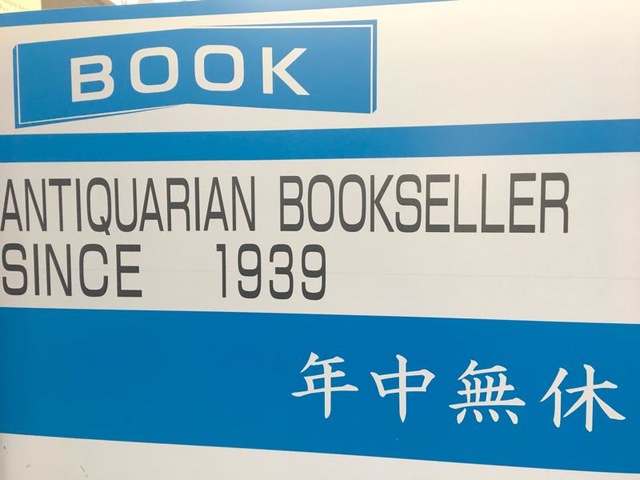 BOOK
ANTIQUARIAN BOOKSELLER
SINCE 1939
年中無休